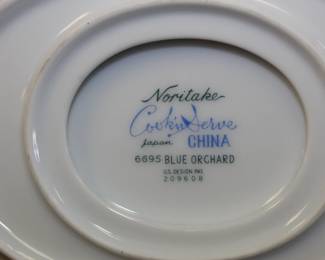 Noritake
Cook'n Serve
Japan CHINA
6695 BLUE ORCHARD
U.S. DESIGN PAT.
209608